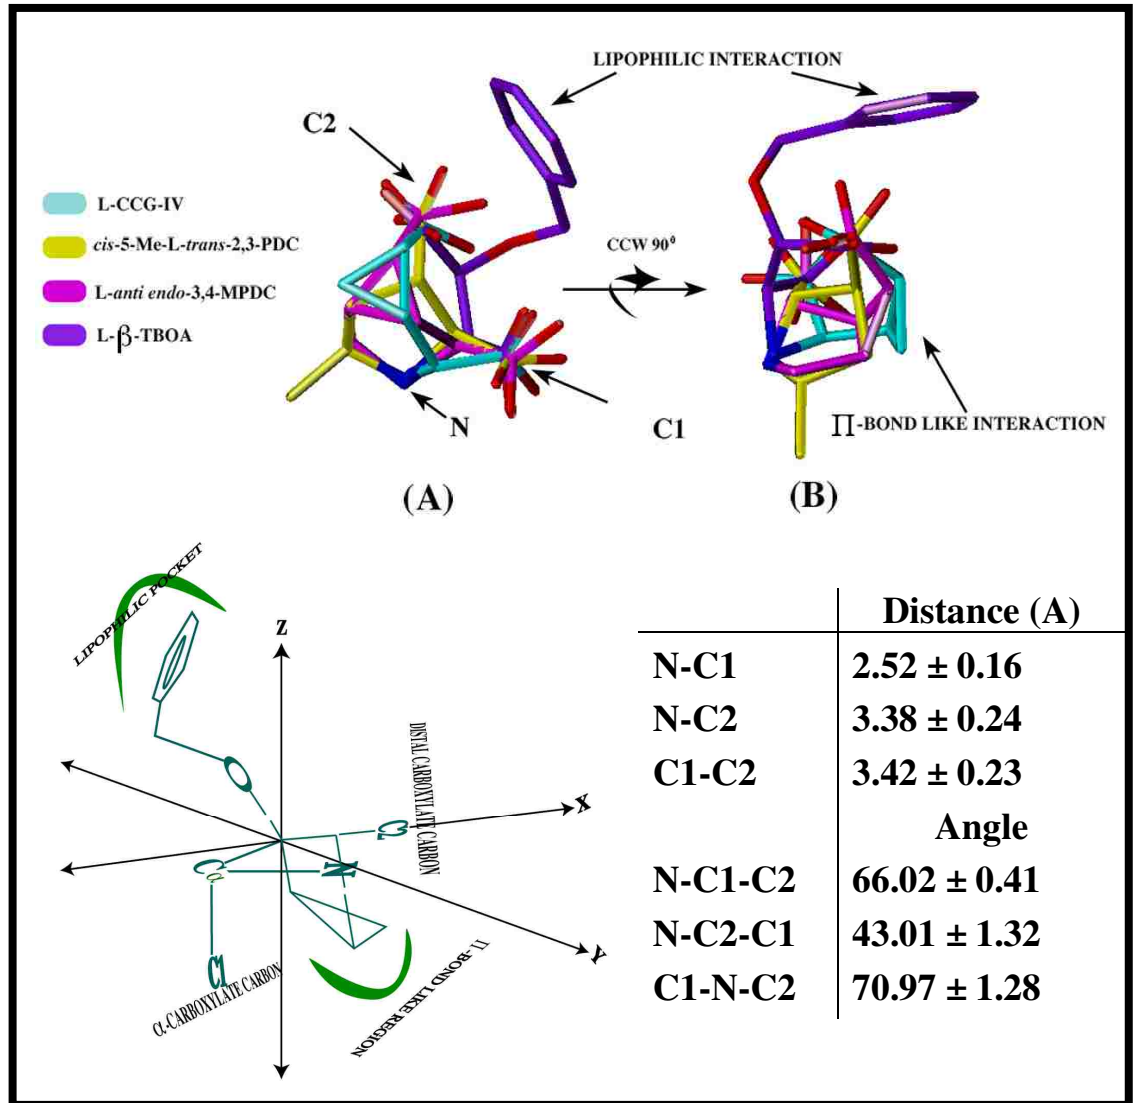 LIPOPHILIC INTERACTION
C2
L-CCG-IV
cis-5-Me-L-trans-2,3-PDC
L-anti endo-3,4-MPDC
L-β-TBOA
CCW 90⁰
N
C1
Π-BOND LIKE INTERACTION
(A)
(B)
LIPOPHILIC POCKET
Z
DISTAL CARBOXYLATE CARBON
X
O
C2
Cα
N
C1
Y
α-CARBOXYLATE CARBON
Π-BOND LIKE REGION
Distance (A)
N-C1 2.52 ± 0.16
N-C2 3.38 ± 0.24
C1-C2 3.42 ± 0.23
Angle
N-C1-C2 66.02 ± 0.41
N-C2-C1 43.01 ± 1.32
C1-N-C2 70.97 ± 1.28